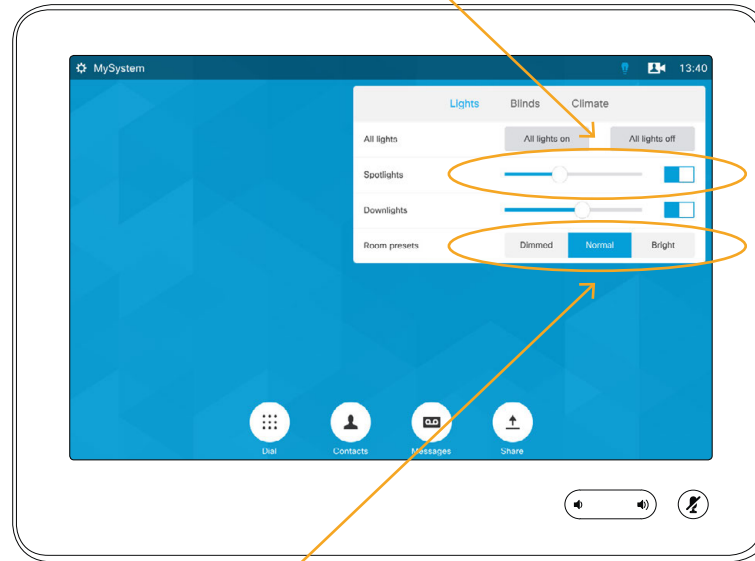 MySystem 13:40
Lights Blinds Climate
All lights All lights on All lights off
Spotlights
Downlights
Room presets Dimmed Normal Bright
Dial Contacts Messages Share